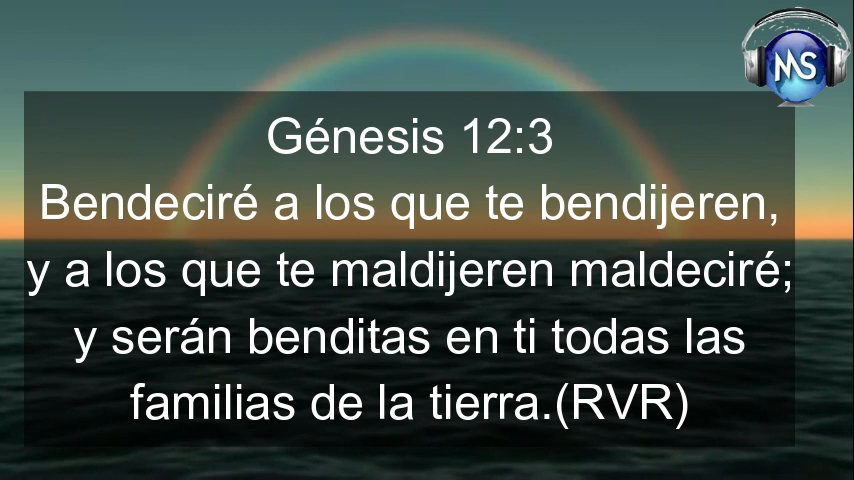 MS
Génesis 12:3
Bendeciré a los que te bendijeren,
y a los que te maldijeren maldeciré;
y serán benditas en ti todas las
familias de la tierra.(RVR)